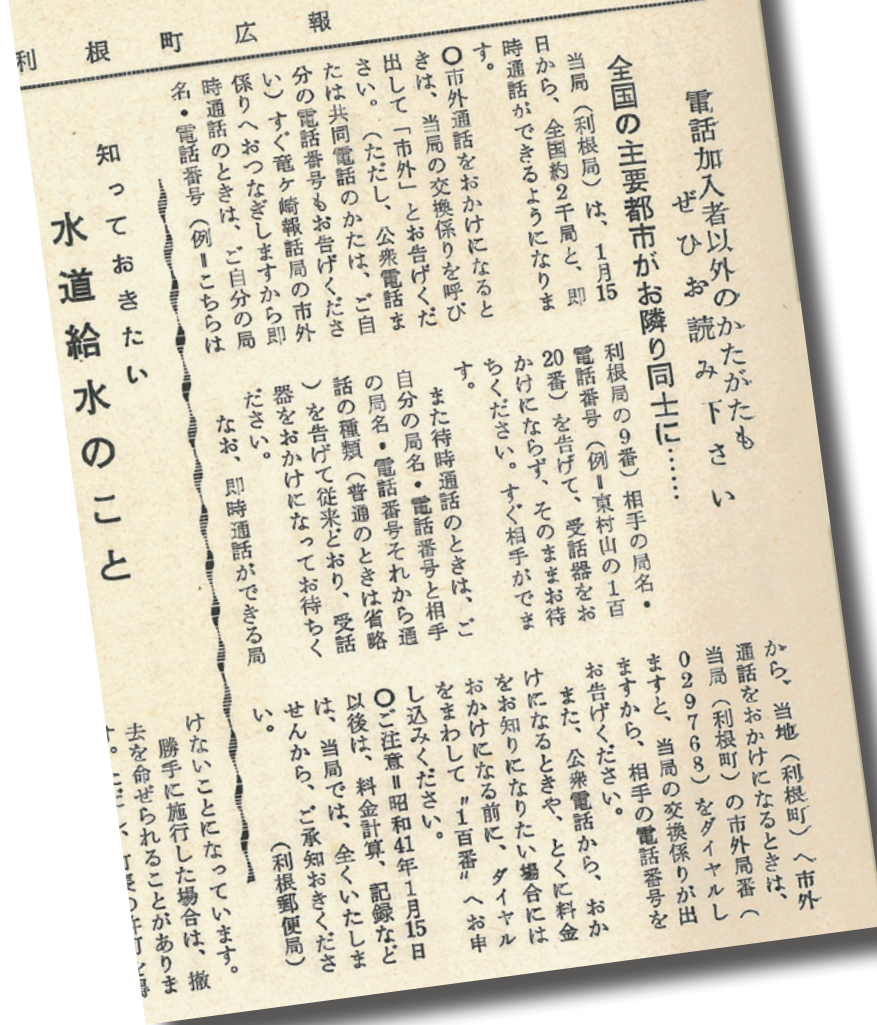 利根町広報
電話加入者以外のかたがたも
ぜひお読み下さい
全国の主要都市がお隣り同士に……
当局（利根局）は、1月15
日から、全国約2千局と、即
時通話ができるようになりま
す。
〇市外通話をおかけになると
きは、当局の交換係りを呼び
出して「市外」とお告げくだ
さい。（ただし、公衆電話ま
たは共同電話のかたは、ご自
分の電話番号もお告げくださ
い）すぐ竜ケ崎報話局の市外
係りへおつなぎしますから即
時通話のときは、ご自分の局
名・電話番号（例＝こちらは
利根局の9番）相手の局名・
電話番号（例＝東村山の1百
20番）を告げて、受話器をお
かけにならず、そのままお待
ちください。すぐ相手がでま
す。
また待時通話のときは、ご
自分の局名・電話番号と相手
の局名・電話番号それから通
話の種類（普通のときは省略
）を告げて従来どおり、受話
器をおかけになってお待ちく
ださい。
なお、即時通話ができる局
から、当地（利根町）へ市外
通話をおかけになるときは、
当局（利根町）の市外局番（
029768）をダイヤルし
ますと、当局の交換係りが出
ますから、相手の電話番号を
お告げください。
また、公衆電話から、おか
けになるときや、とくに料金
をお知りになりたい場合には
おかけになる前に、ダイヤル
をまわして〃1百番〃へお申
し込みください。
〇ご注意＝昭和41年1月15日
以後は、料金計算、記録など
は、当局では、全くいたしま
せんから、ご承知おきくださ
い。
（利根郵便局）
知っておきたい
水道給水のこと
けないことになっています。
勝手に施行した場合は、撤
去を命ぜられることがありま
す。